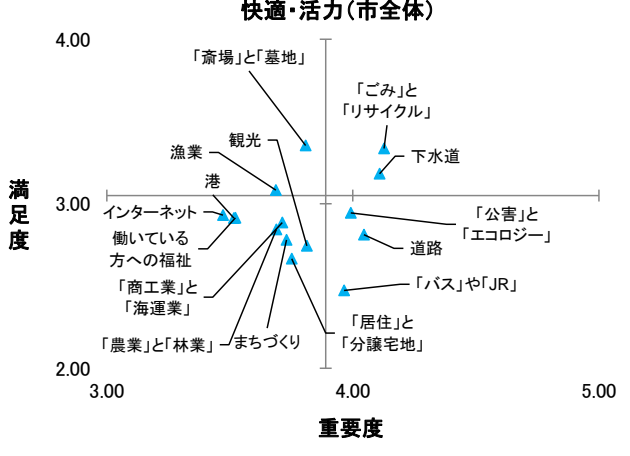 快適・活力（市全体）
4.00
「斎場」と「墓地」
「ごみ」と
「リサイクル」
観光
漁業
下水道
港
満足度
3.00
インターネット
「公害」と
「エコロジー」
働いている
方への福祉
道路
「商工業」と
「海運業」
「バス」や「JR」
「居住」と
「分譲宅地」
「農業」と「林業」
まちづくり
2.00
3.00
4.00
5.00
重要度